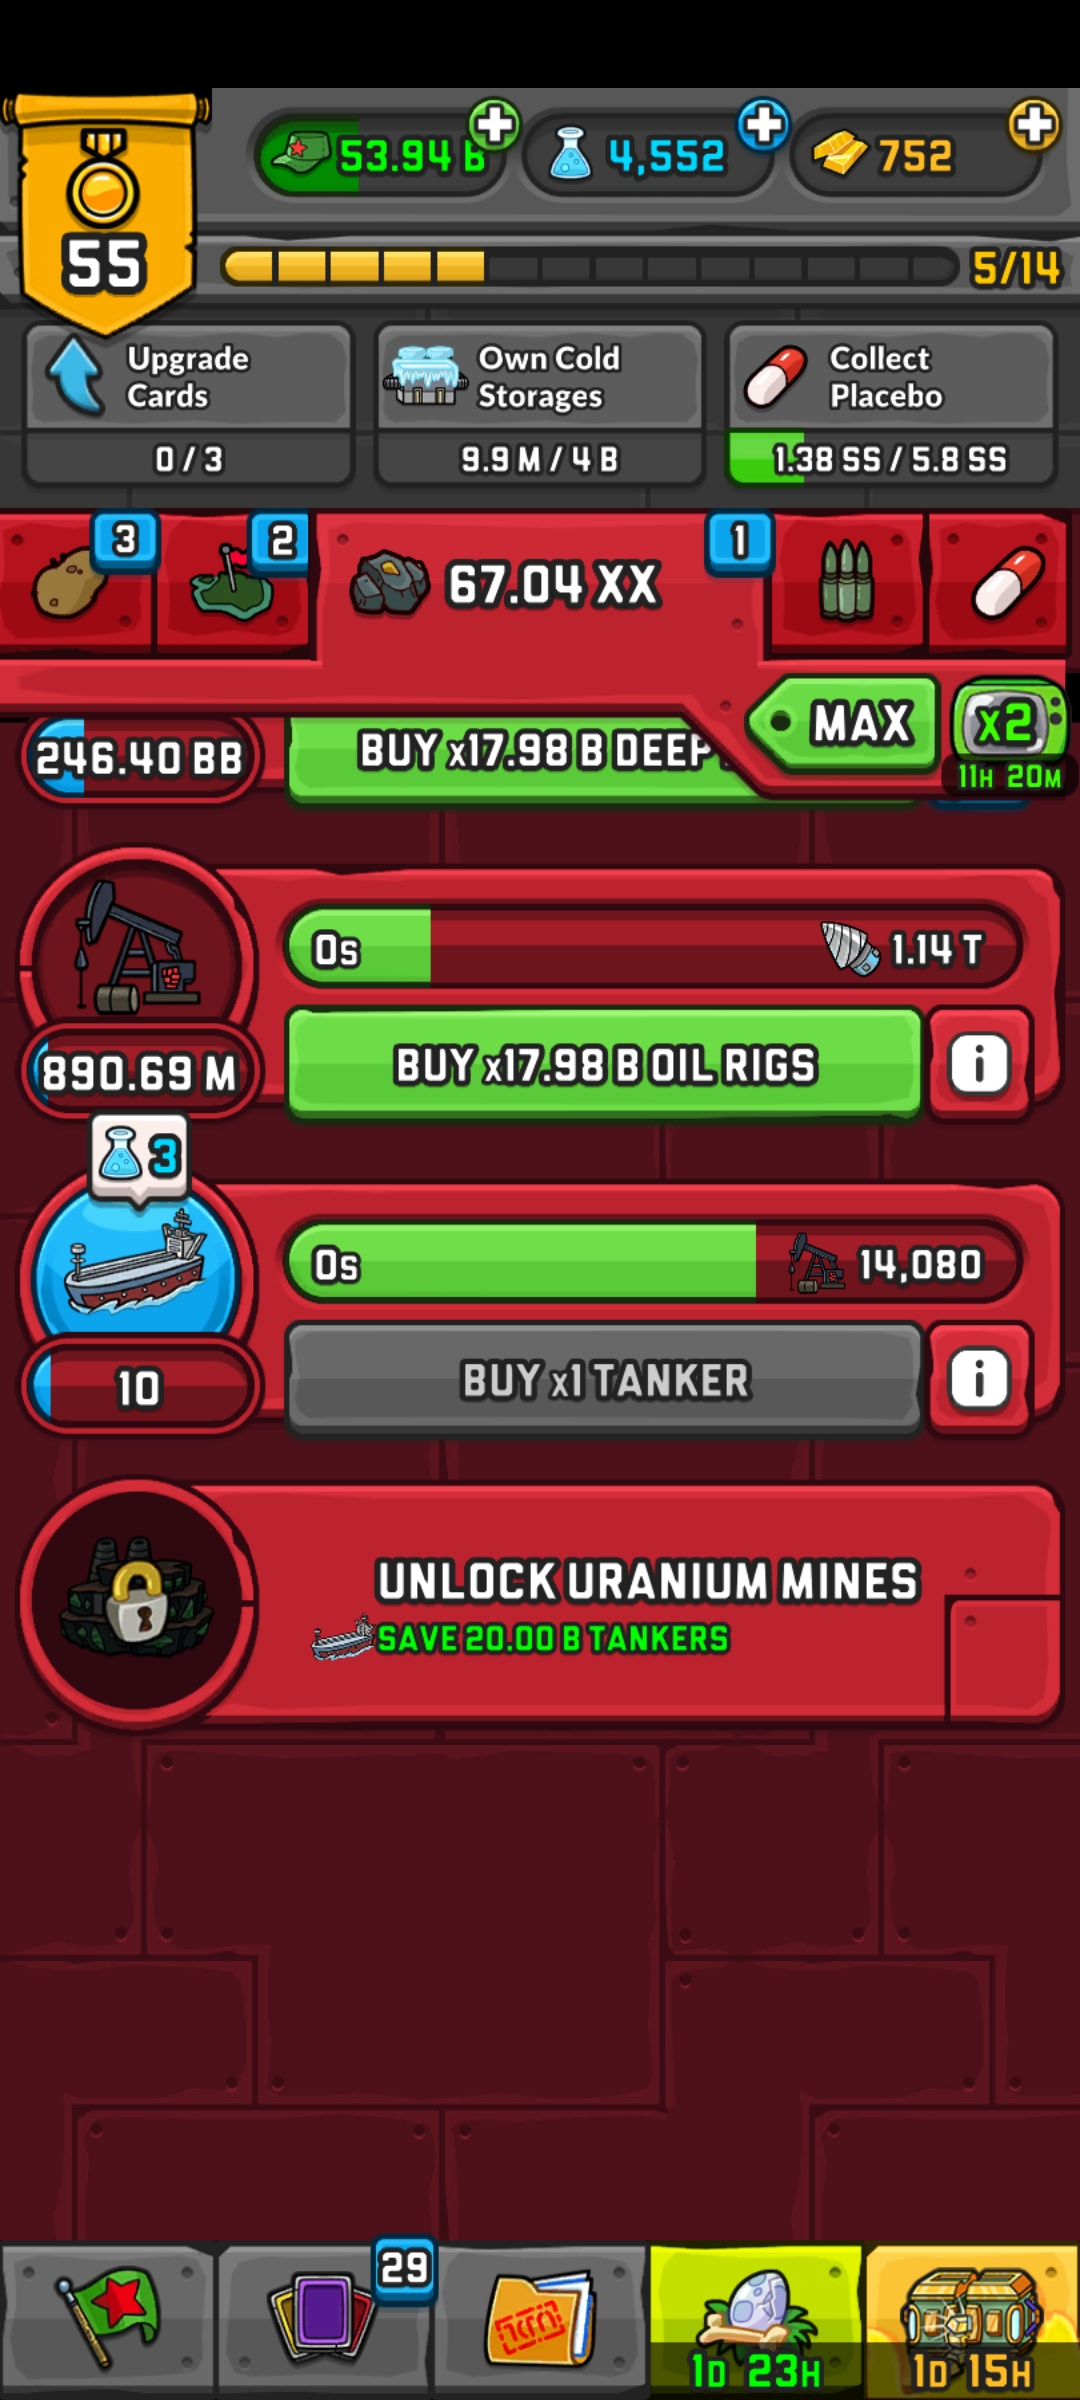 55
53.94 B
4,552
752
5/14
Upgrade
Cards
0 / 3
Own Cold
Storages
9.9 M / 4 B
Collect
Placebo
1.38 SS / 5.8 SS
3
2
67.04 XX
1
MAX
x2
11H 20M
246.40 BB
BUY x17.98 B DEEP
0s
1.14 T
890.69 M
BUY x17.98 B OIL RIGS
i
3
0s
14,080
10
BUY x1 TANKER
i
UNLOCK URANIUM MINES
SAVE 20.00 B TANKERS
29
1D 23H
1D 15H